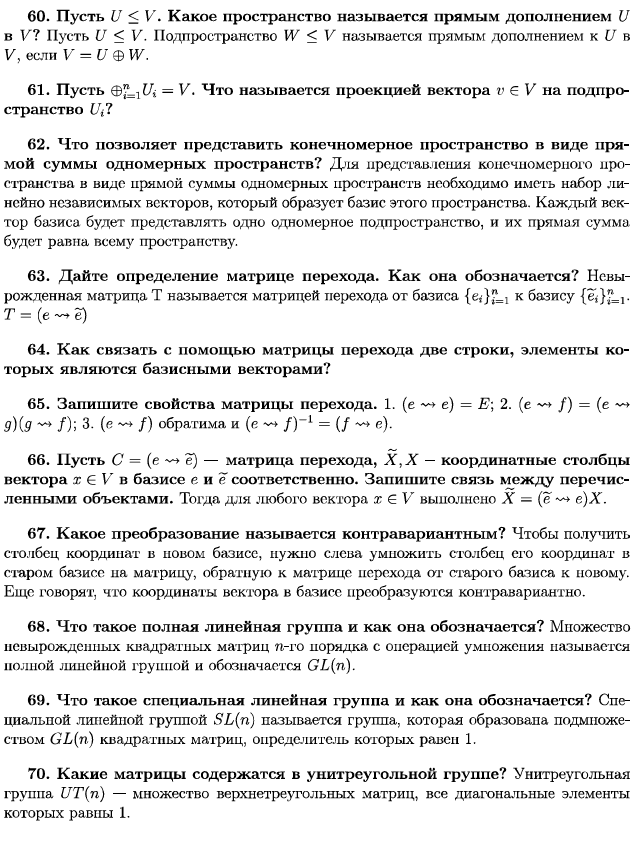 60. Пусть U ≤ V. Какое пространство называется прямым дополнением U
в V? Пусть U ≤ V. Подпространство W ≤ V называется прямым дополнением к U в
V, если V = U ⊕ W.
61. Пусть ⊕ⁿᵢ₌₁Uᵢ = V. Что называется проекцией вектора v ∈ V на подпро-
странство Uᵢ?
62. Что позволяет представить конечномерное пространство в виде пря-
мой суммы одномерных пространств? Для представления конечномерного про-
странства в виде прямой суммы одномерных пространств необходимо иметь набор ли-
нейно независимых векторов, который образует базис этого пространства. Каждый век-
тор базиса будет представлять одно одномерное подпространство, и их прямая сумма
будет равна всему пространству.
63. Дайте определение матрице перехода. Как она обозначается? Невы-
рожденная матрица T называется матрицей перехода от базиса {eᵢ}ⁿᵢ₌₁ к базису {ẽᵢ}ⁿᵢ₌₁.
T = (e ⇝ ẽ)
64. Как связать с помощью матрицы перехода две строки, элементы ко-
торых являются базисными векторами?
65. Запишите свойства матрицы перехода. 1. (e ⇝ e) = E; 2. (e ⇝ f) = (e ⇝
g)(g ⇝ f); 3. (e ⇝ f) обратима и (e ⇝ f)⁻¹ = (f ⇝ e).
66. Пусть C = (e ⇝ ẽ) — матрица перехода, X̃, X − координатные столбцы
вектора x ∈ V в базисе e и ẽ соответственно. Запишите связь между перечис-
ленными объектами. Тогда для любого вектора x ∈ V выполнено X̃ = (ẽ ⇝ e)X.
67. Какое преобразование называется контравариантным? Чтобы получить
столбец координат в новом базисе, нужно слева умножить столбец его координат в
старом базисе на матрицу, обратную к матрице перехода от старого базиса к новому.
Еще говорят, что координаты вектора в базисе преобразуются контравариантно.
68. Что такое полная линейная группа и как она обозначается? Множество
невырожденных квадратных матриц n-го порядка с операцией умножения называется
полной линейной группой и обозначается GL(n).
69. Что такое специальная линейная группа и как она обозначается? Спе-
циальной линейной группой SL(n) называется группа, которая образована подмноже-
ством GL(n) квадратных матриц, определитель которых равен 1.
70. Какие матрицы содержатся в унитреугольной группе? Унитреугольная
группа UT(n) — множество верхнетреугольных матриц, все диагональные элементы
которых равны 1.